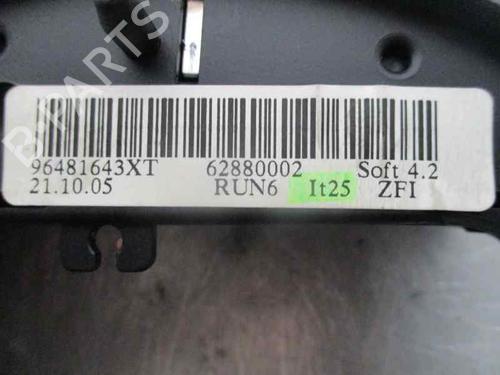 B-PARTS
96481643XT 62880002 Soft 4.2
21.10.05 RUN6 It25 ZFI